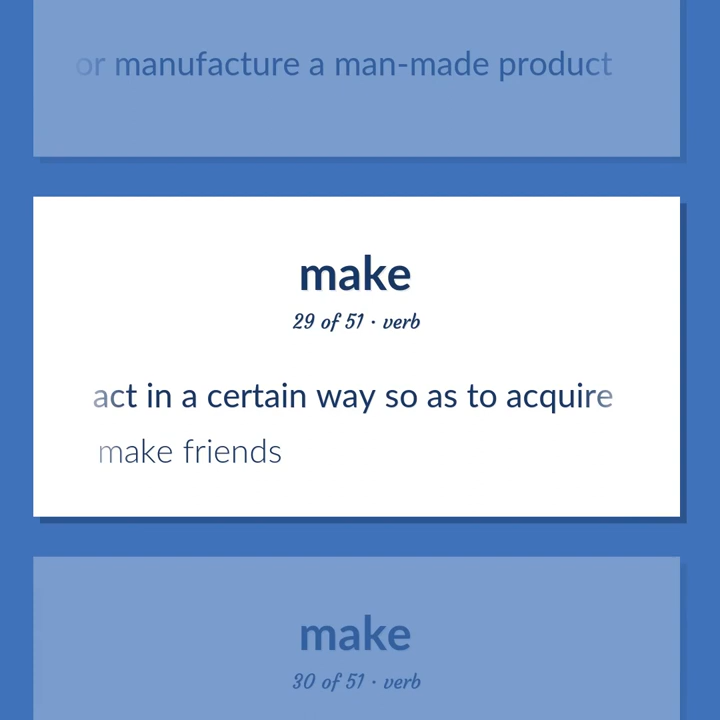 or manufacture a man-made product
make
29 of 51 · verb
act in a certain way so as to acquire
make friends
make
30 of 51 · verb